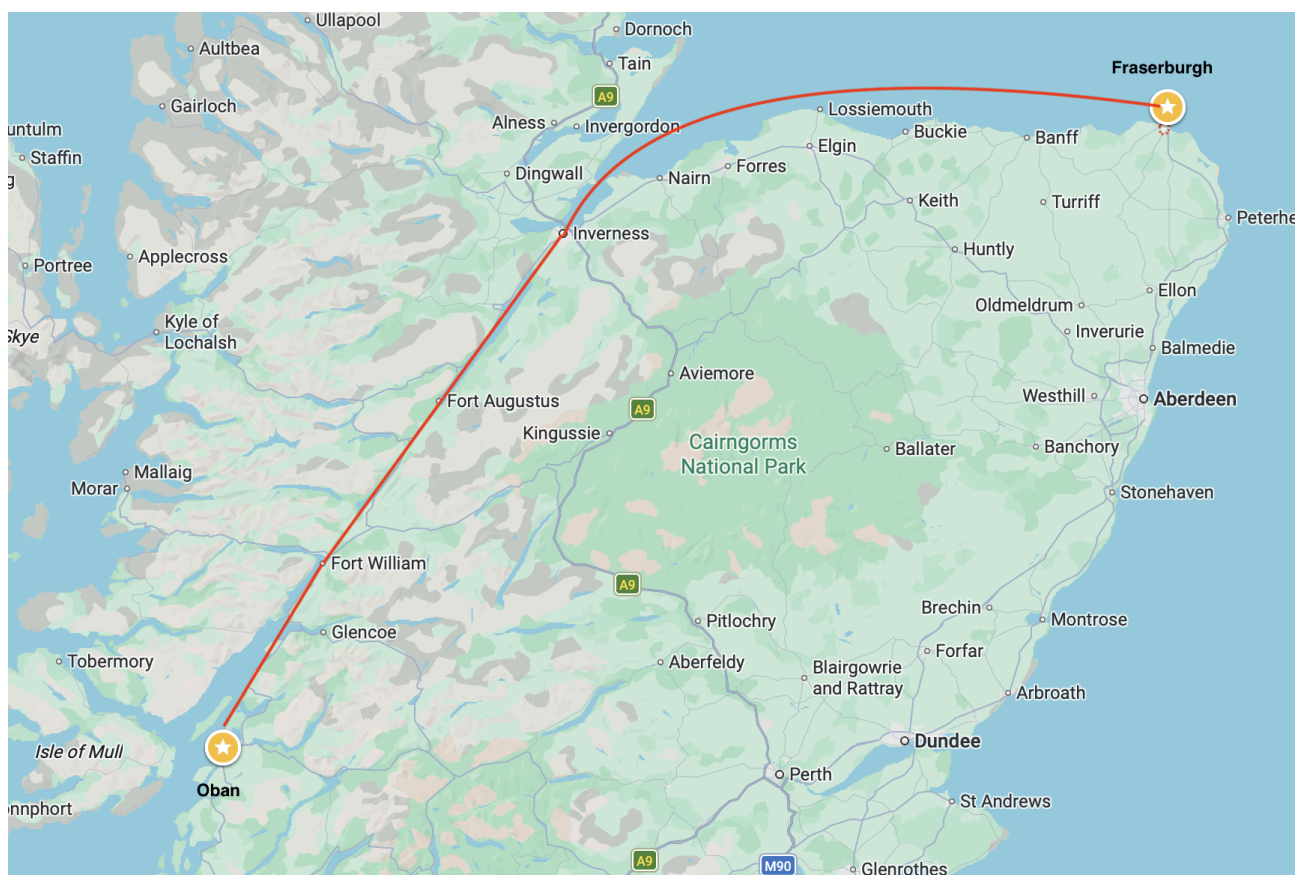 Ullapool
Dornoch
Aultbea
Tain
Fraserburgh
A9
Gairloch
Lossiemouth
Alness
Invergordon
untulm
Buckie
Banff
Elgin
Staffin
Forres
Dingwall
Nairn
g
Keith
Turriff
Peterhe
Inverness
Huntly
Applecross
Portree
Ellon
Oldmeldrum
Kyle of
Lochalsh
Inverurie
Skye
Balmedie
Aviemore
Westhill
Aberdeen
Fort Augustus
A9
Kingussie
Cairngorms
National Park
Ballater
Banchory
Mallaig
Morar
Stonehaven
Fort William
A9
Brechin
Pitlochry
Montrose
Glencoe
Forfar
Tobermory
Aberfeldy
Blairgowrie
and Rattray
Arbroath
Isle of Mull
Dundee
Perth
Oban
onnphort
St Andrews
A9
M90
Glenrothes